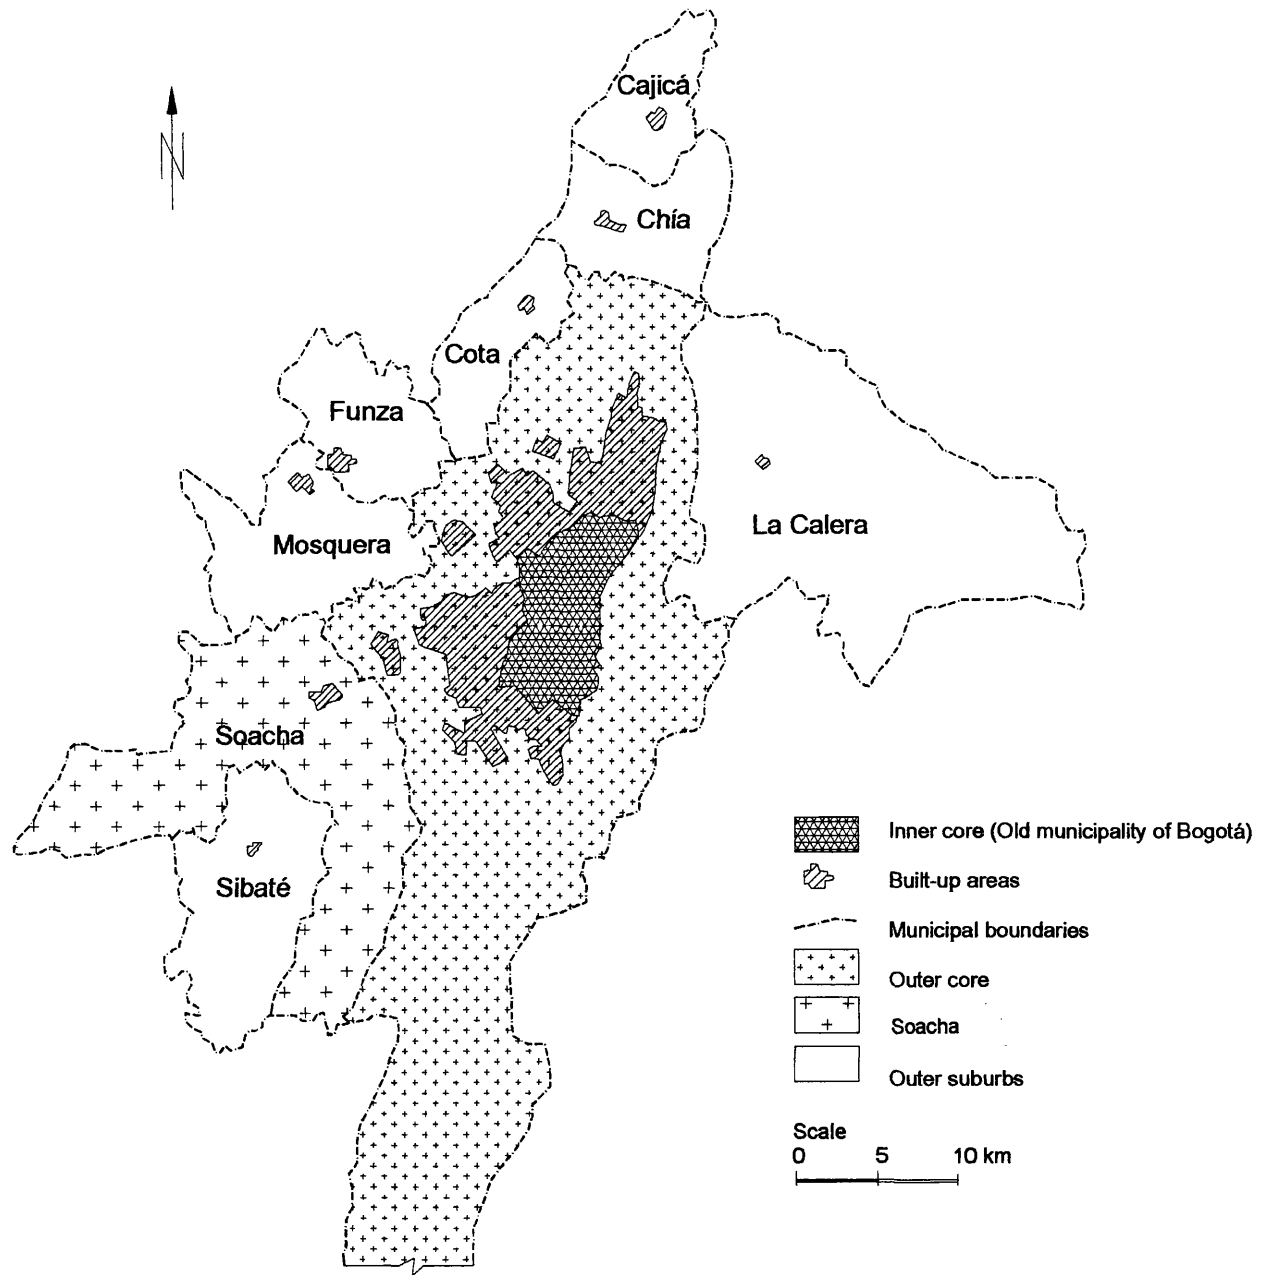 Cajicá
N
Chía
Cota
Funza
La Calera
Mosquera
Soacha
Sibaté
Inner core (Old municipality of Bogotá)
Built-up areas
Municipal boundaries
Outer core
Soacha
Outer suburbs
Scale
0 5 10 km